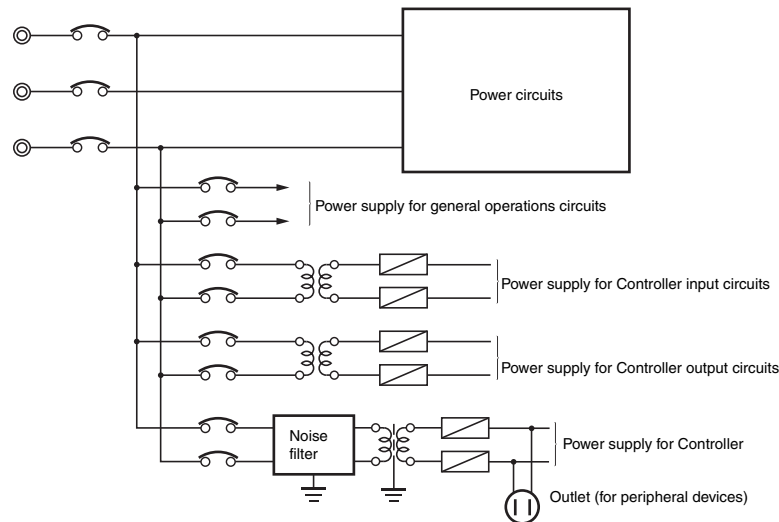 Power circuits
Power supply for general operations circuits
Power supply for Controller input circuits
Power supply for Controller output circuits
Noise
filter
Power supply for Controller
Outlet (for peripheral devices)